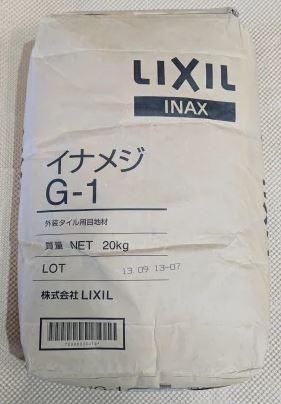 LIXIL
INAX
イナメジ
G-1
外装タイル用目地材
質量 NET 20kg
LOT 13 09 13-07
株式会社 LIXIL
G-1